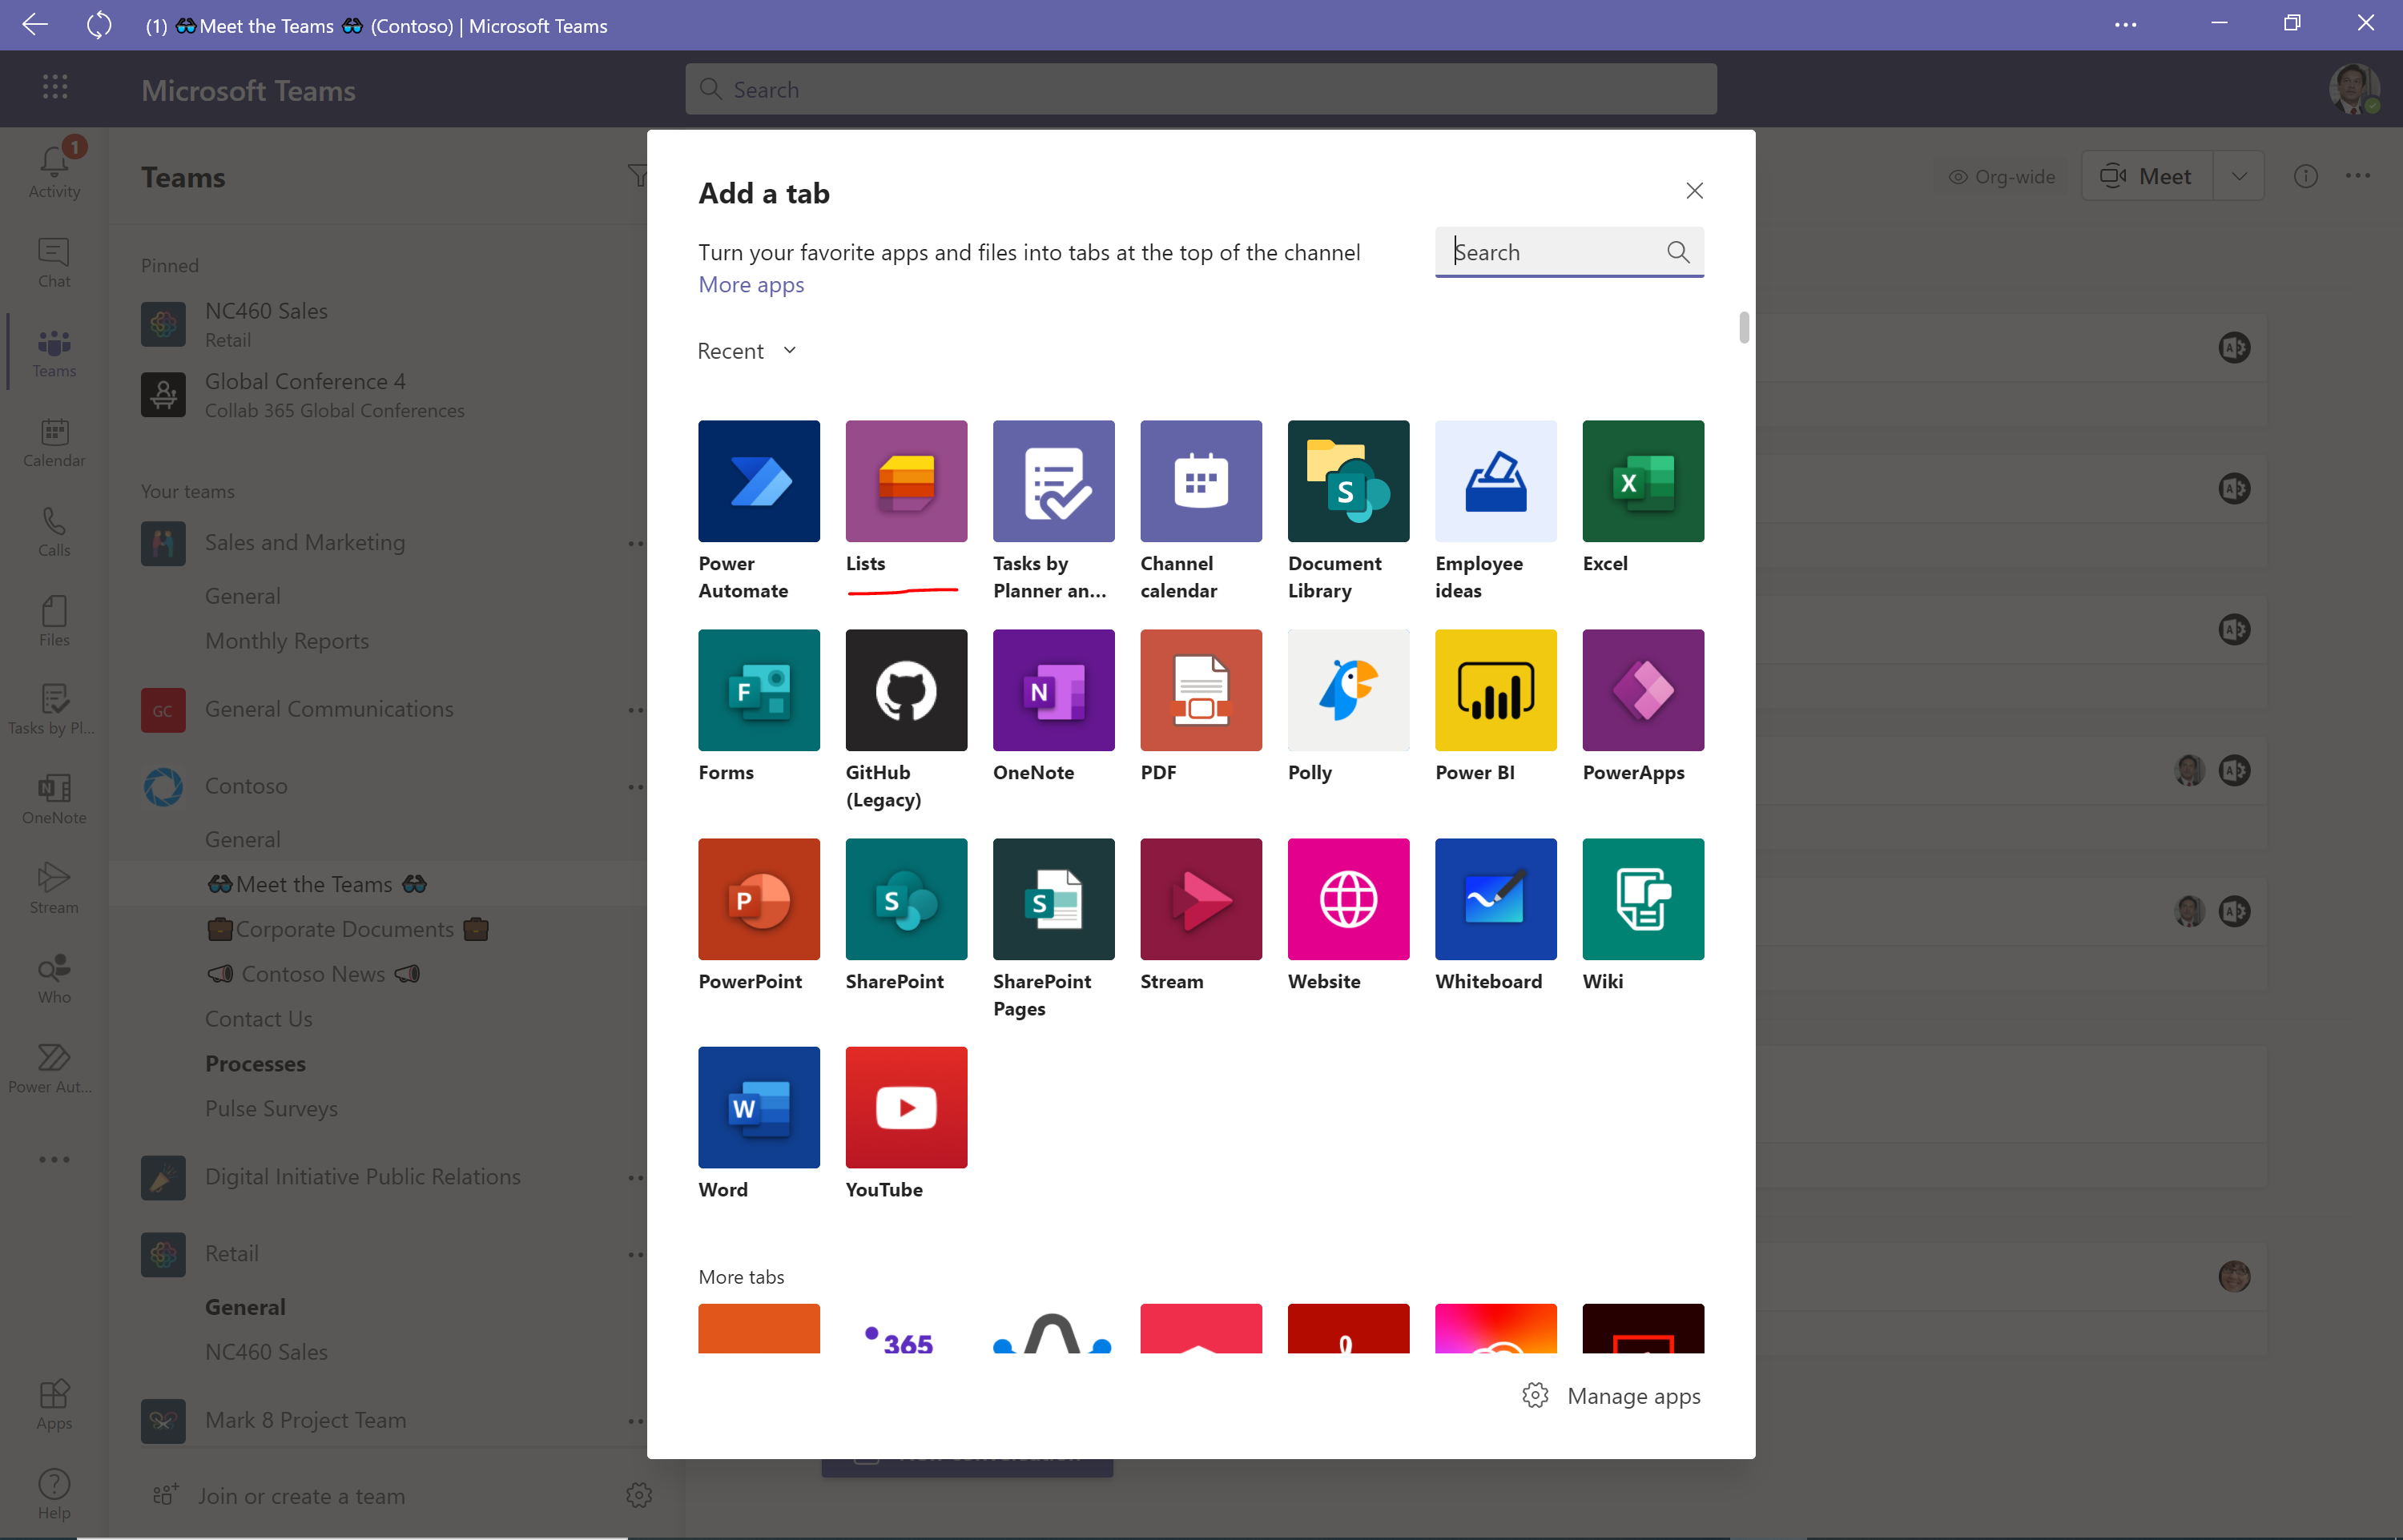 (1) 🕶Meet the Teams 🕶 (Contoso) | Microsoft Teams
Microsoft Teams
Search
1
Activity
Chat
Teams
Calendar
Calls
Files
Tasks by Pl...
OneNote
Stream
Who
Power Aut...
Apps
Help
Teams
Pinned
NC460 Sales
Retail
Global Conference 4
Collab 365 Global Conferences
Your teams
Sales and Marketing
General
Monthly Reports
GC
General Communications
Contoso
General
🕶Meet the Teams 🕶
💼Corporate Documents 💼
📢 Contoso News 📢
Contact Us
Processes
Pulse Surveys
Digital Initiative Public Relations
Retail
General
NC460 Sales
Mark 8 Project Team
Join or create a team
Org-wide
Meet
Add a tab
Turn your favorite apps and files into tabs at the top of the channel
More apps
Search
Recent
Power
Automate
Lists
Tasks by
Planner an...
Channel
calendar
Document
Library
Employee
ideas
Excel
Forms
GitHub
(Legacy)
OneNote
PDF
Polly
Power BI
PowerApps
PowerPoint
SharePoint
SharePoint
Pages
Stream
Website
Whiteboard
Wiki
Word
YouTube
More tabs
365
Manage apps